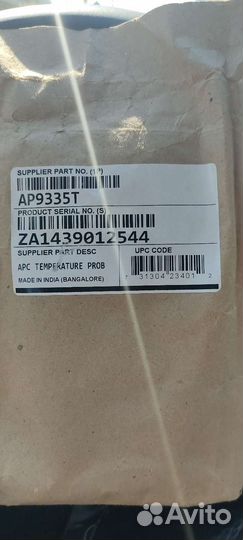 SUPPLIER PART NO. (1P)
AP9335T
PRODUCT SERIAL NO. (S)
ZA1439012544
SUPPLIER PART DESC
UPC CODE
APC TEMPERATURE PROB
7 31304 23401 2
MADE IN INDIA (BANGALORE)
Avito